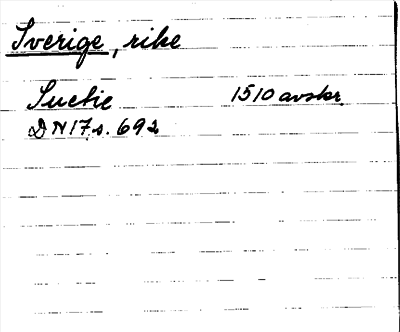 Sverige, rike
Suetie 1510 avskr.
DN17 s. 692